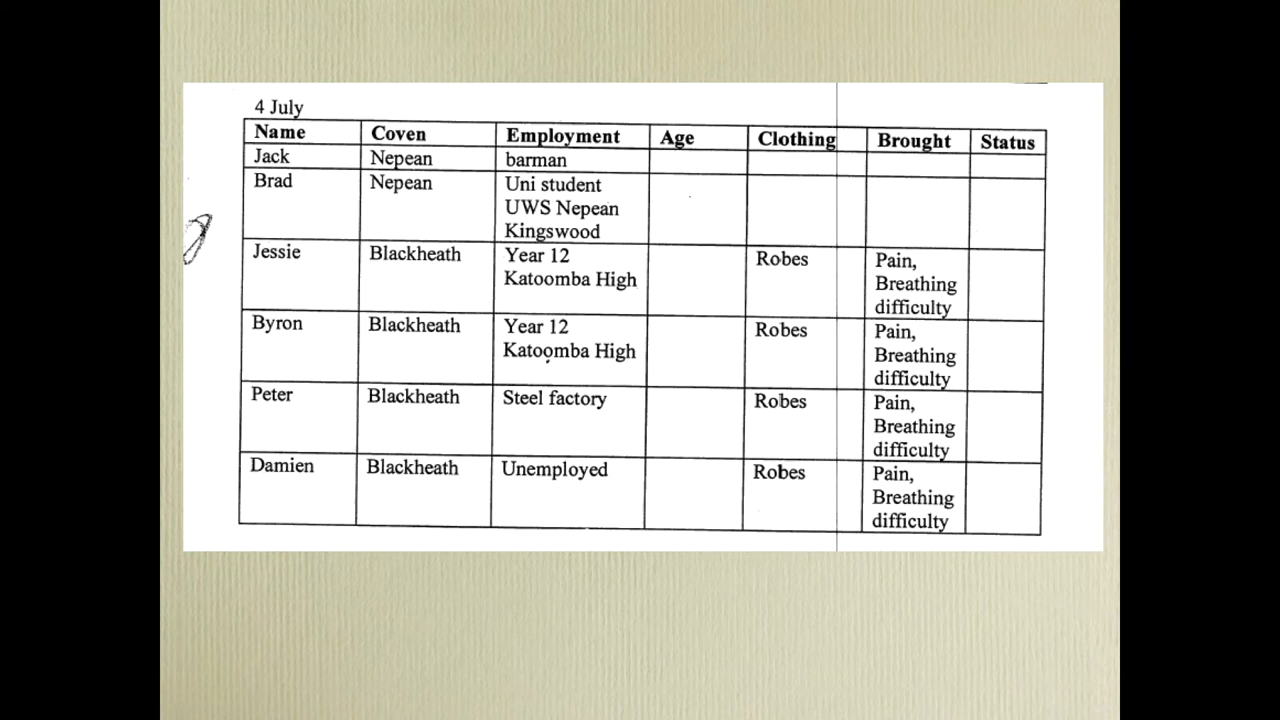 4 July
Name Coven Employment Age Clothing Brought Status
Jack Nepean barman
Brad Nepean Uni student
UWS Nepean
Kingswood
Jessie Blackheath Year 12 Robes Pain,
Katoomba High Breathing
difficulty
Byron Blackheath Year 12 Robes Pain,
Katoomba High Breathing
difficulty
Peter Blackheath Steel factory Robes Pain,
Breathing
difficulty
Damien Blackheath Unemployed Robes Pain,
Breathing
difficulty